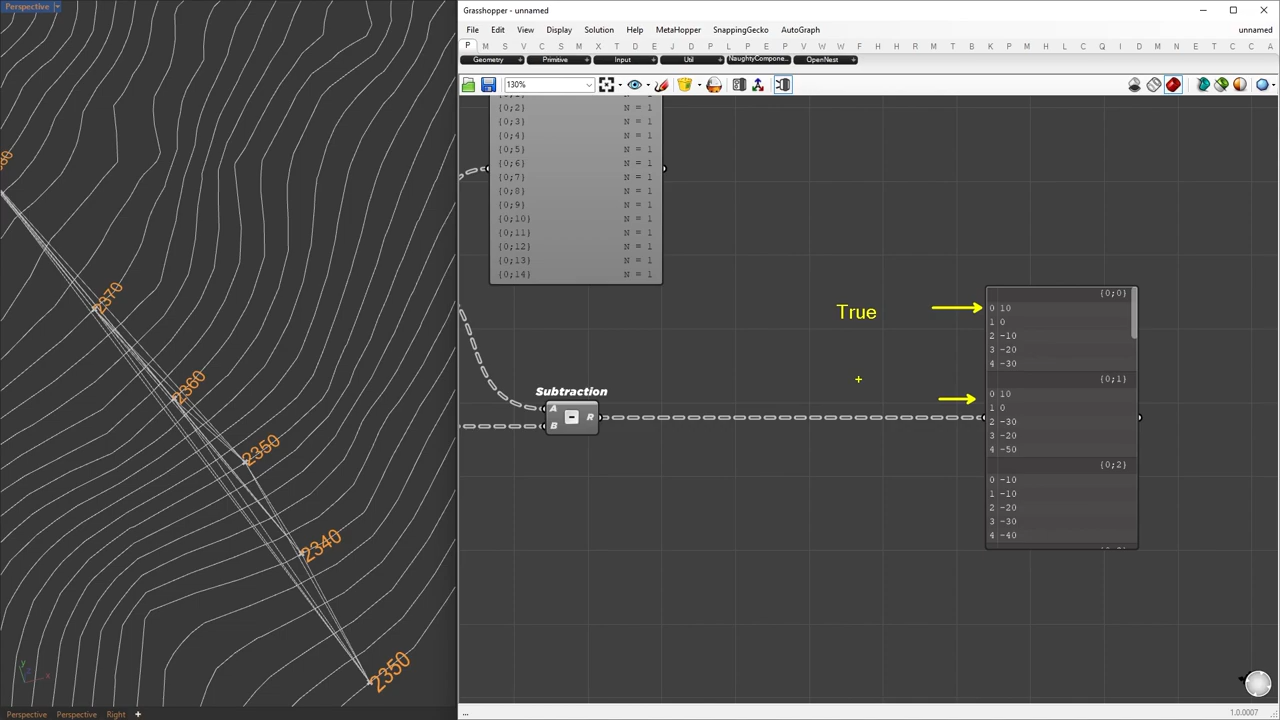 Perspective
2370
2360
2350
2340
2350
Perspective
Perspective
Right
Grasshopper - unnamed
File Edit View Display Solution Help MetaHopper SnappingGecko AutoGraph
unnamed
Geometry
Primitive
Input
Util
NaughtyCompone...
OpenNest
130%
{0;2} N = 1
{0;3} N = 1
{0;4} N = 1
{0;5} N = 1
{0;6} N = 1
{0;7} N = 1
{0;8} N = 1
{0;9} N = 1
{0;10} N = 1
{0;11} N = 1
{0;12} N = 1
{0;13} N = 1
{0;14} N = 1
Subtraction
A
B
R
True
{0;0}
0 10
1 0
2 -10
3 -20
4 -30
{0;1}
0 10
1 0
2 -30
3 -20
4 -50
{0;2}
0 -10
1 -10
2 -20
3 -30
4 -40
...
1.0.0007